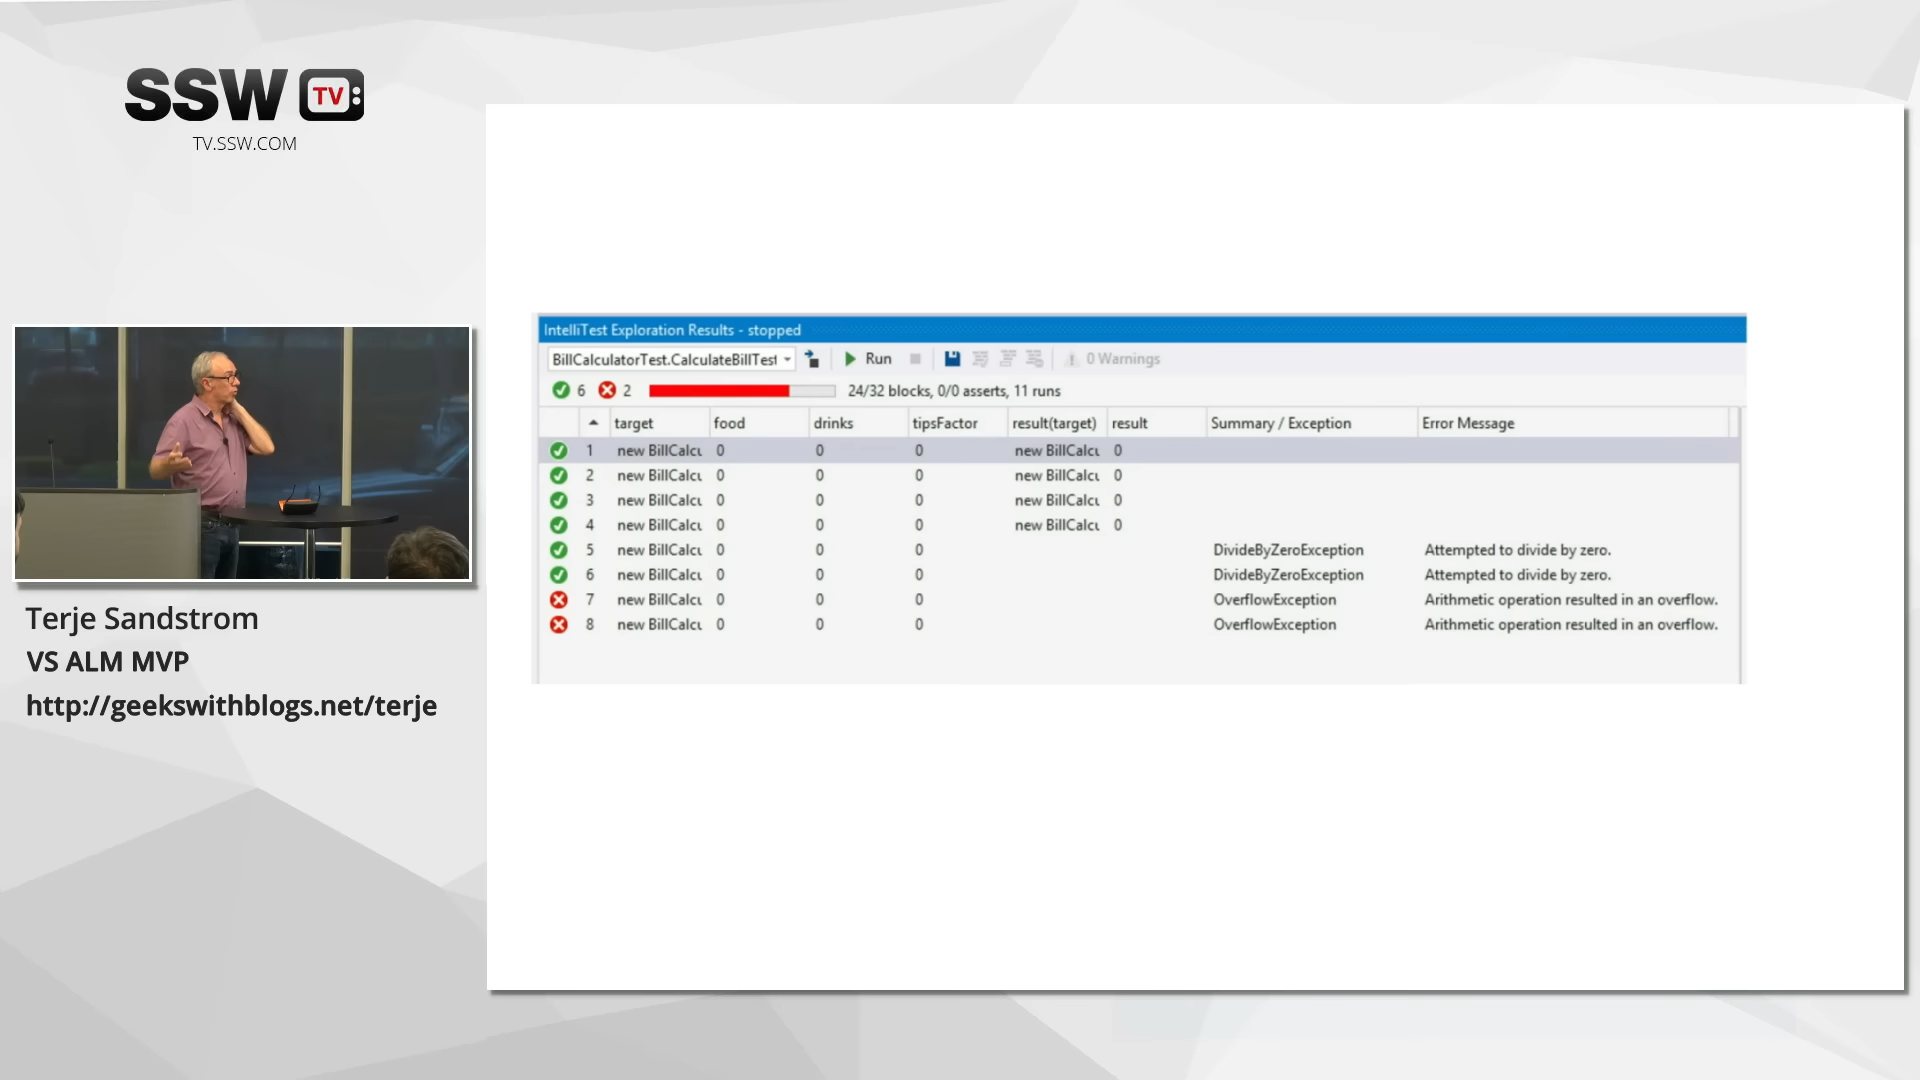 SSW TV
TV.SSW.COM
IntelliTest Exploration Results - stopped
BillCalculatorTest.CalculateBillTest Run 0 Warnings
6 2 24/32 blocks, 0/0 asserts, 11 runs
target food drinks tipsFactor result(target) result Summary / Exception Error Message
1 new BillCalcu 0 0 0 new BillCalcu 0
2 new BillCalcu 0 0 0 new BillCalcu 0
3 new BillCalcu 0 0 0 new BillCalcu 0
4 new BillCalcu 0 0 0 new BillCalcu 0
5 new BillCalcu 0 0 0 DivideByZeroException Attempted to divide by zero.
6 new BillCalcu 0 0 0 DivideByZeroException Attempted to divide by zero.
7 new BillCalcu 0 0 0 OverflowException Arithmetic operation resulted in an overflow.
8 new BillCalcu 0 0 0 OverflowException Arithmetic operation resulted in an overflow.
Terje Sandstrom
VS ALM MVP
http://geekswithblogs.net/terje